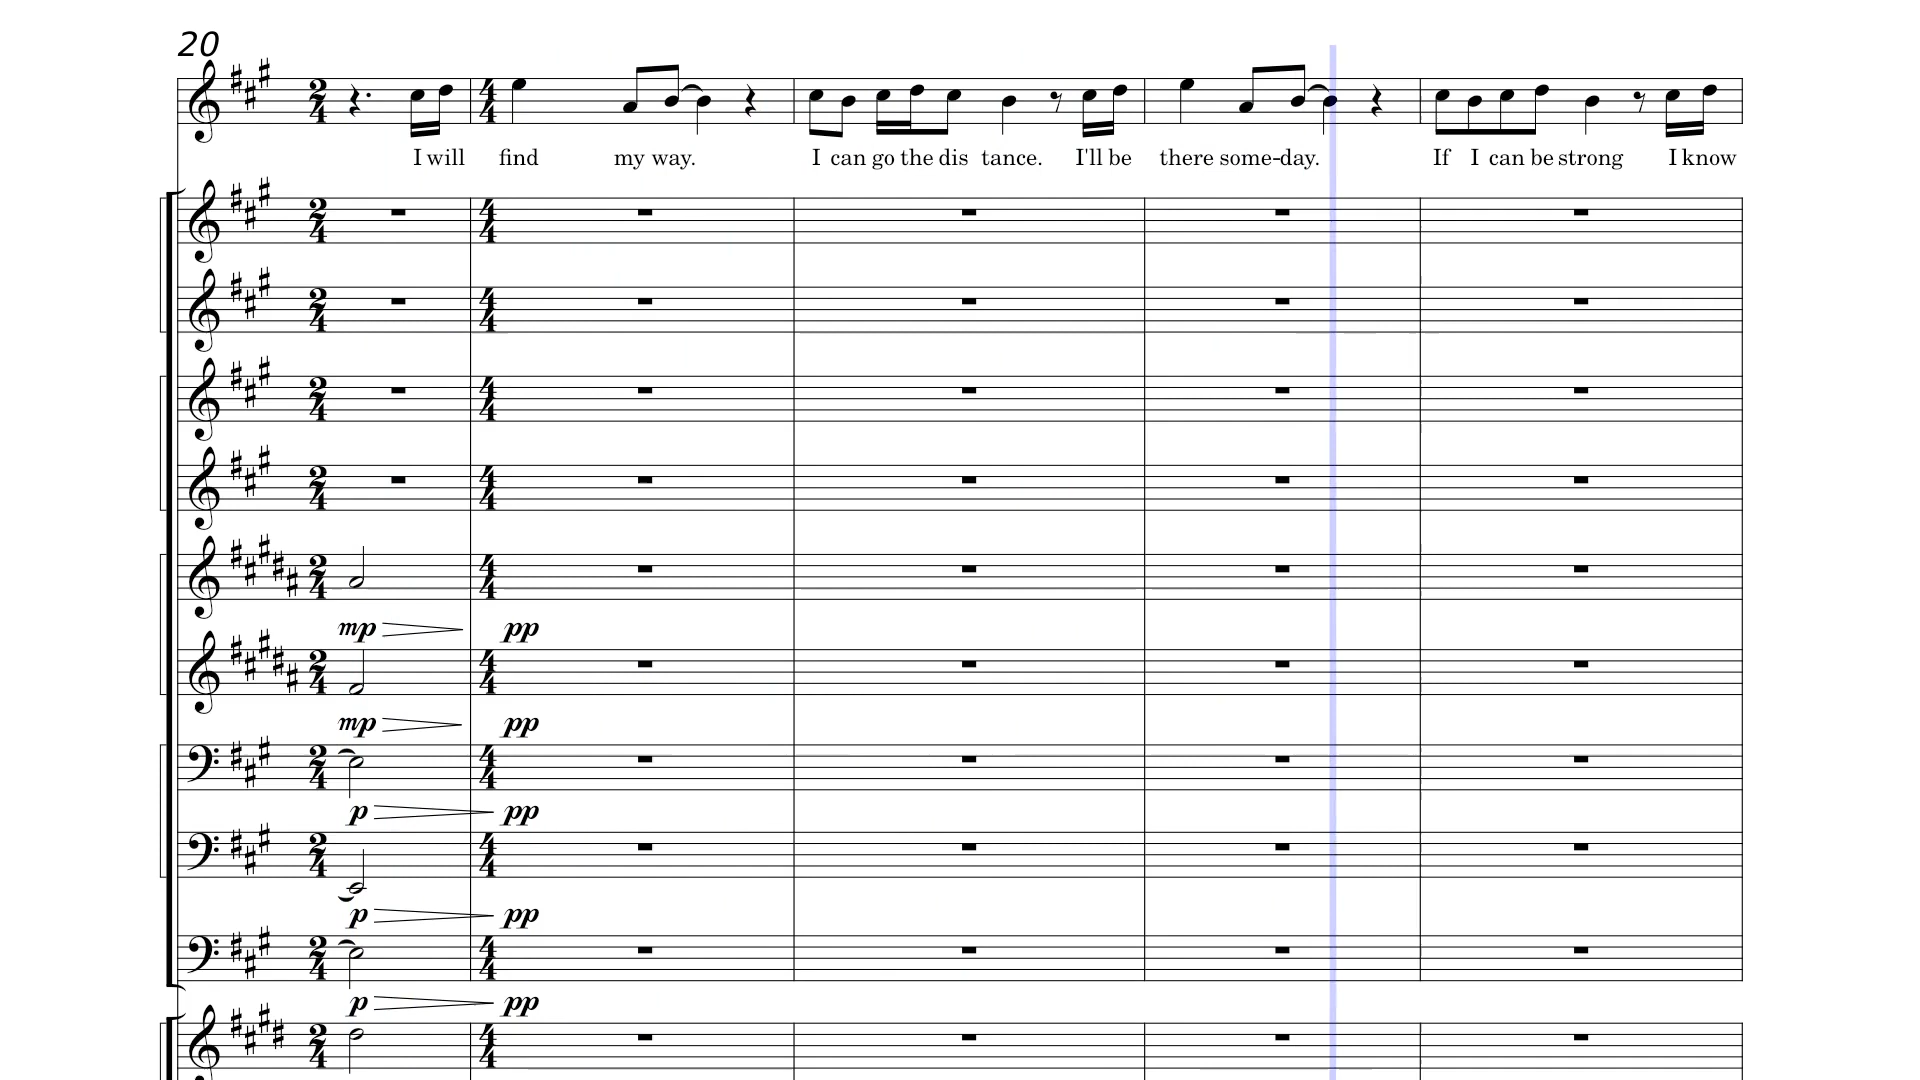 20
I will find my way. I can go the dis tance. I'll be there some-day. If I can be strong I know
mp pp
mp pp
p pp
p pp
p pp